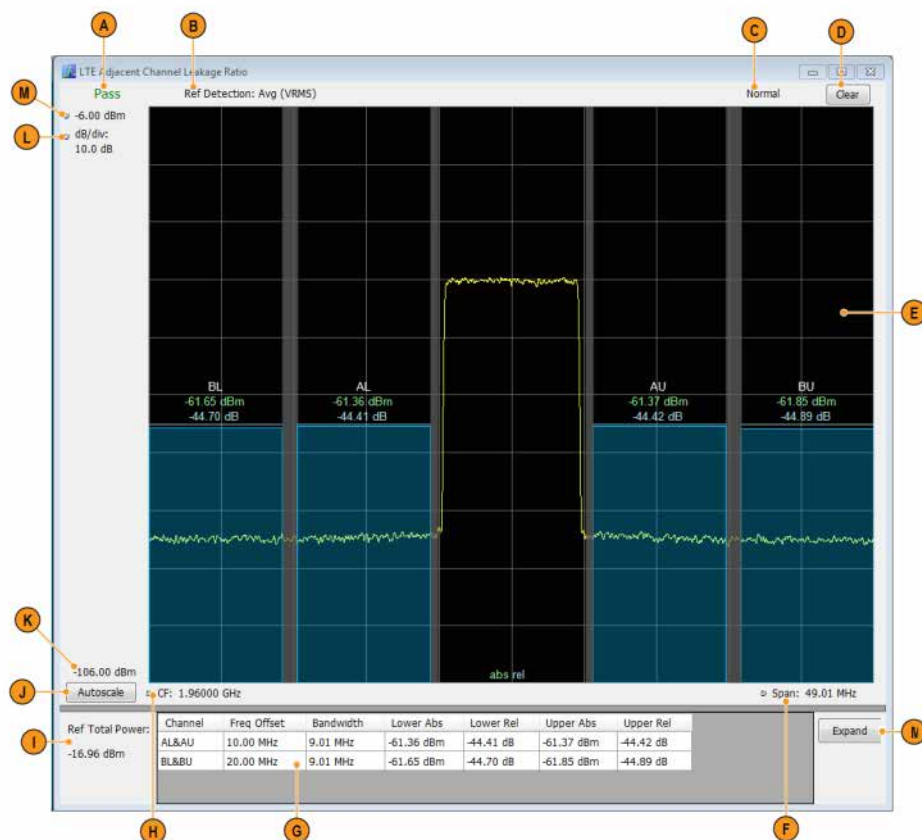 A
B
C
D
LTE Adjacent Channel Leakage Ratio
Pass
Ref Detection: Avg (VRMS)
Normal
Clear
M
-6.00 dBm
L
dB/div:
10.0 dB
E
BL
-61.65 dBm
-44.70 dB
AL
-61.36 dBm
-44.41 dB
AU
-61.37 dBm
-44.42 dB
BU
-61.85 dBm
-44.89 dB
K
-106.00 dBm
abs rel
J
Autoscale
CF: 1.96000 GHz
Span: 49.01 MHz
I
Ref Total Power:
-16.96 dBm
Channel Freq Offset Bandwidth Lower Abs Lower Rel Upper Abs Upper Rel
AL&AU 10.00 MHz 9.01 MHz -61.36 dBm -44.41 dB -61.37 dBm -44.42 dB
BL&BU 20.00 MHz 9.01 MHz -61.65 dBm -44.70 dB -61.85 dBm -44.89 dB
Expand
N
H
G
F